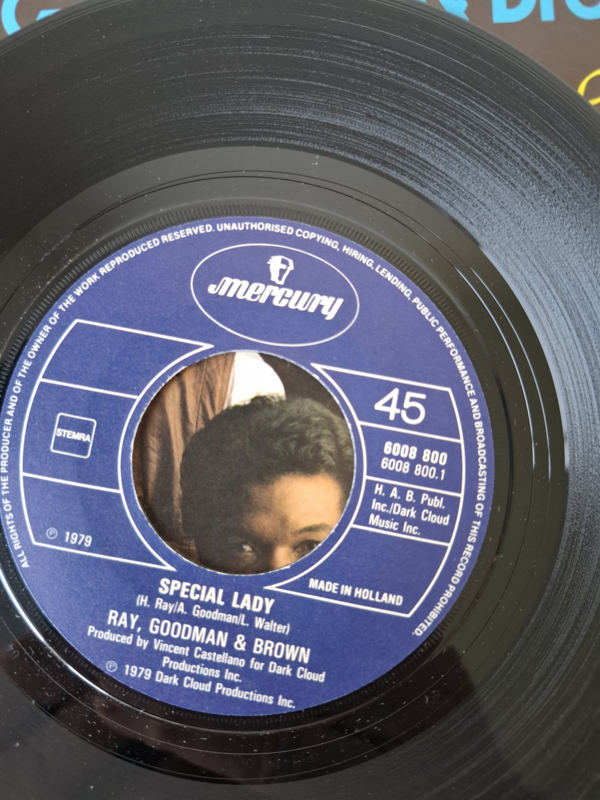 ALL RIGHTS OF THE PRODUCER AND OF THE OWNER OF THE WORK REPRODUCED RESERVED. UNAUTHORISED COPYING, HIRING, LENDING, PUBLIC PERFORMANCE AND BROADCASTING OF THIS RECORD PROHIBITED.
mercury
45
6008 800
6008 800.1
STEMRA
H. A. B. Publ.
Inc./Dark Cloud
Music Inc.
℗ 1979
MADE IN HOLLAND
SPECIAL LADY
(H. Ray/A. Goodman/L. Walter)
RAY, GOODMAN & BROWN
Produced by Vincent Castellano for Dark Cloud
Productions Inc.
℗ 1979 Dark Cloud Productions Inc.